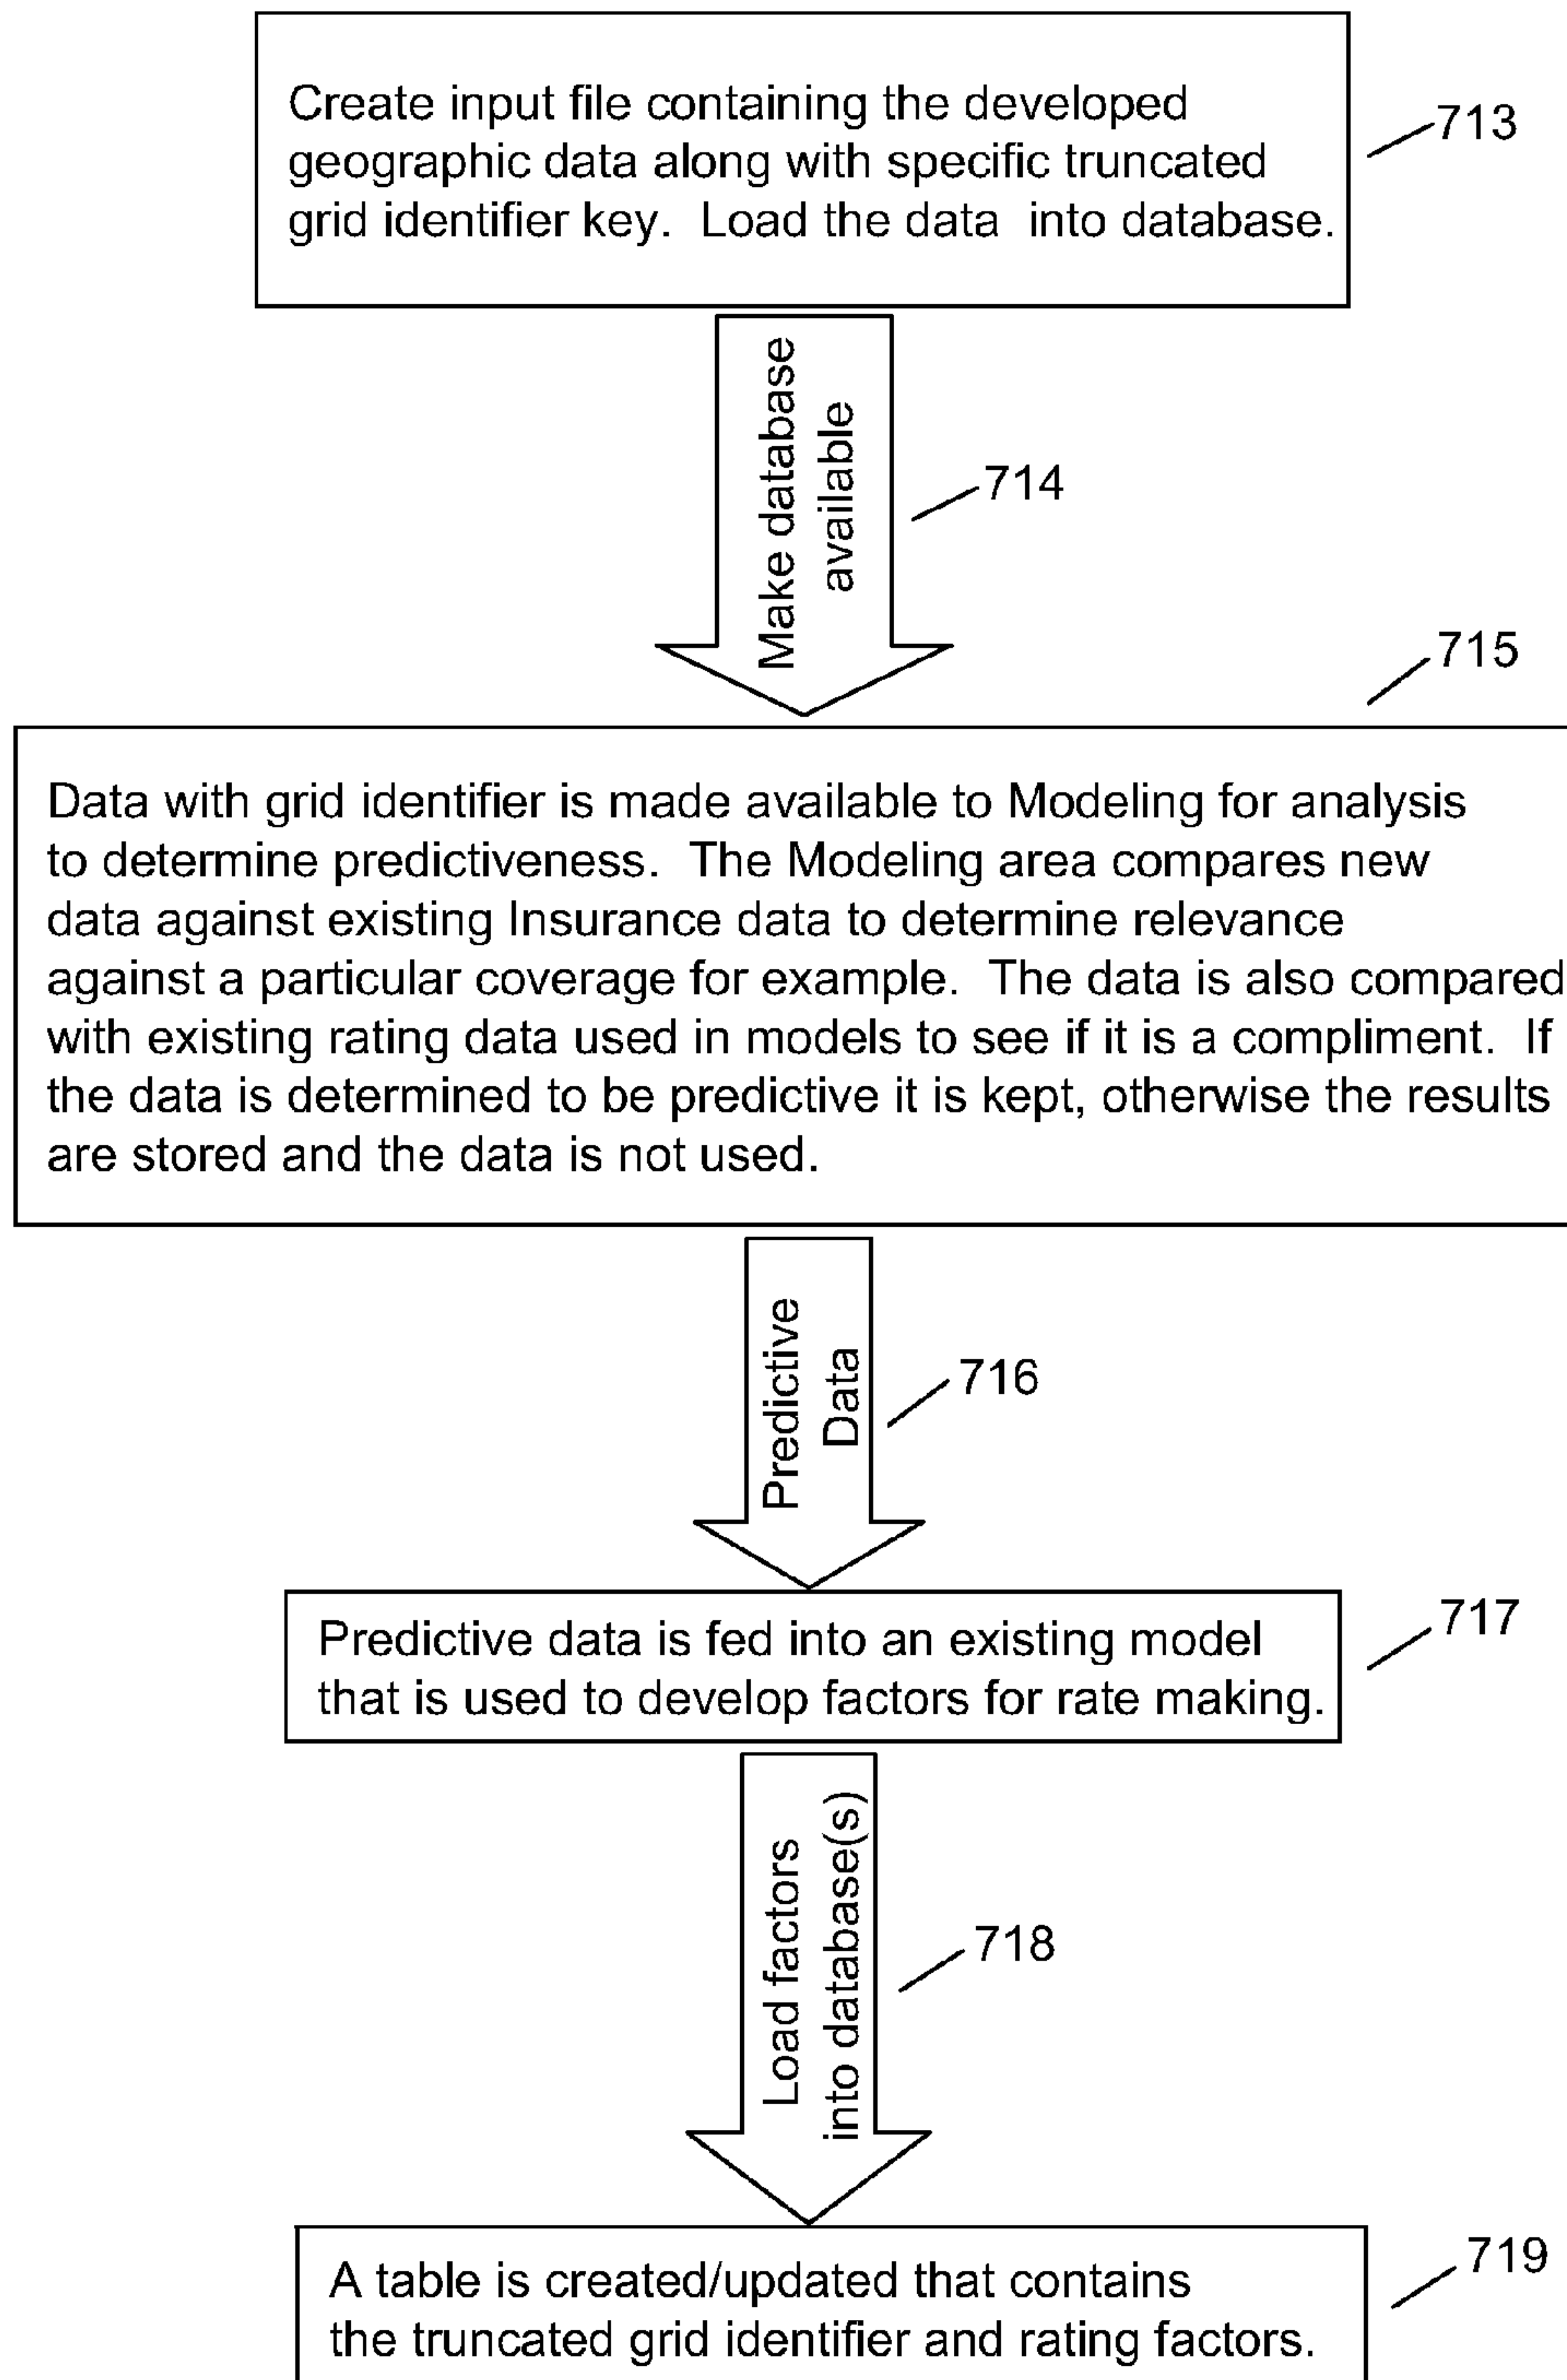 Create input file containing the developed
geographic data along with specific truncated
grid identifier key.  Load the data  into database.
713
Make database
available
714
715
Data with grid identifier is made available to Modeling for analysis
to determine predictiveness.  The Modeling area compares new
data against existing Insurance data to determine relevance
against a particular coverage for example.  The data is also compared
with existing rating data used in models to see if it is a compliment.  If
the data is determined to be predictive it is kept, otherwise the results
are stored and the data is not used.
Predictive
Data
716
Predictive data is fed into an existing model
that is used to develop factors for rate making.
717
Load factors
into database(s)
718
A table is created/updated that contains
the truncated grid identifier and rating factors.
719